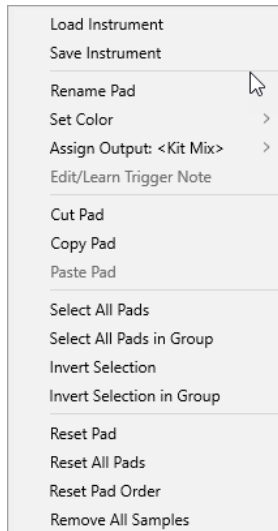 Load Instrument
Save Instrument
Rename Pad
Set Color
Assign Output: <Kit Mix>
Edit/Learn Trigger Note
Cut Pad
Copy Pad
Paste Pad
Select All Pads
Select All Pads in Group
Invert Selection
Invert Selection in Group
Reset Pad
Reset All Pads
Reset Pad Order
Remove All Samples